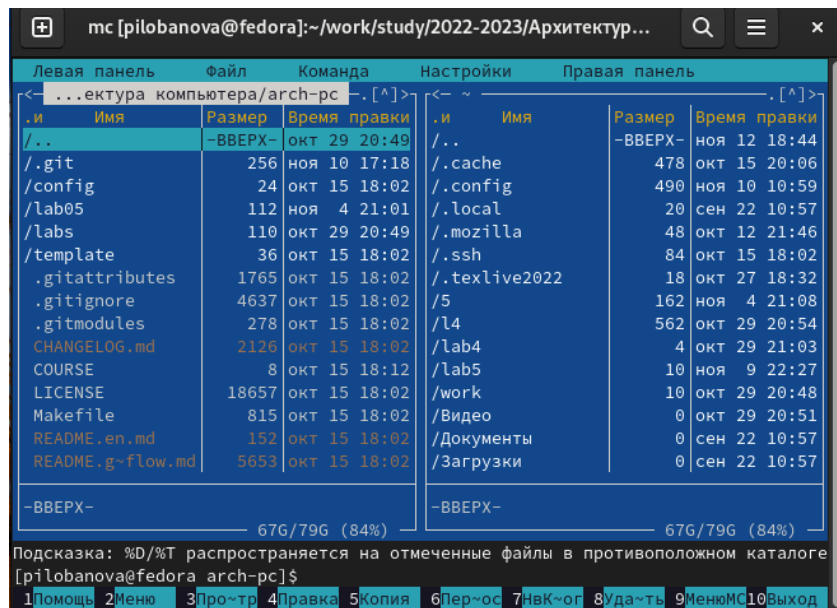 mc [pilobanova@fedora]:~/work/study/2022-2023/Архитектур...
Левая панель Файл Команда Настройки Правая панель
<— ...ектура компьютера/arch-pc —.[^]> <— ~ —.[^]>
.и Имя Размер Время правки .и Имя Размер Время правки
/.. -ВВЕРХ- окт 29 20:49 /.. -ВВЕРХ- ноя 12 18:44
/.git 256 ноя 10 17:18 /.cache 478 окт 15 20:06
/config 24 окт 15 18:02 /.config 490 ноя 10 10:59
/lab05 112 ноя 4 21:01 /.local 20 сен 22 10:57
/labs 110 окт 29 20:49 /.mozilla 48 окт 12 21:46
/template 36 окт 15 18:02 /.ssh 84 окт 15 18:02
.gitattributes 1765 окт 15 18:02 /.texlive2022 18 окт 27 18:32
.gitignore 4637 окт 15 18:02 /5 162 ноя 4 21:08
.gitmodules 278 окт 15 18:02 /l4 562 окт 29 20:54
CHANGELOG.md 2126 окт 15 18:02 /lab4 4 окт 29 21:03
COURSE 8 окт 15 18:12 /lab5 10 ноя 9 22:27
LICENSE 18657 окт 15 18:02 /work 10 окт 29 20:48
Makefile 815 окт 15 18:02 /Видео 0 окт 29 20:51
README.en.md 152 окт 15 18:02 /Документы 0 сен 22 10:57
README.g~flow.md 5653 окт 15 18:02 /Загрузки 0 сен 22 10:57
-ВВЕРХ- -ВВЕРХ-
67G/79G (84%) 67G/79G (84%)
Подсказка: %D/%T распространяется на отмеченные файлы в противоположном каталоге
[pilobanova@fedora arch-pc]$
1Помощь 2Меню 3Про~тр 4Правка 5Копия 6Пер~ос 7НвК~ог 8Уда~ть 9МенюMC 10Выход